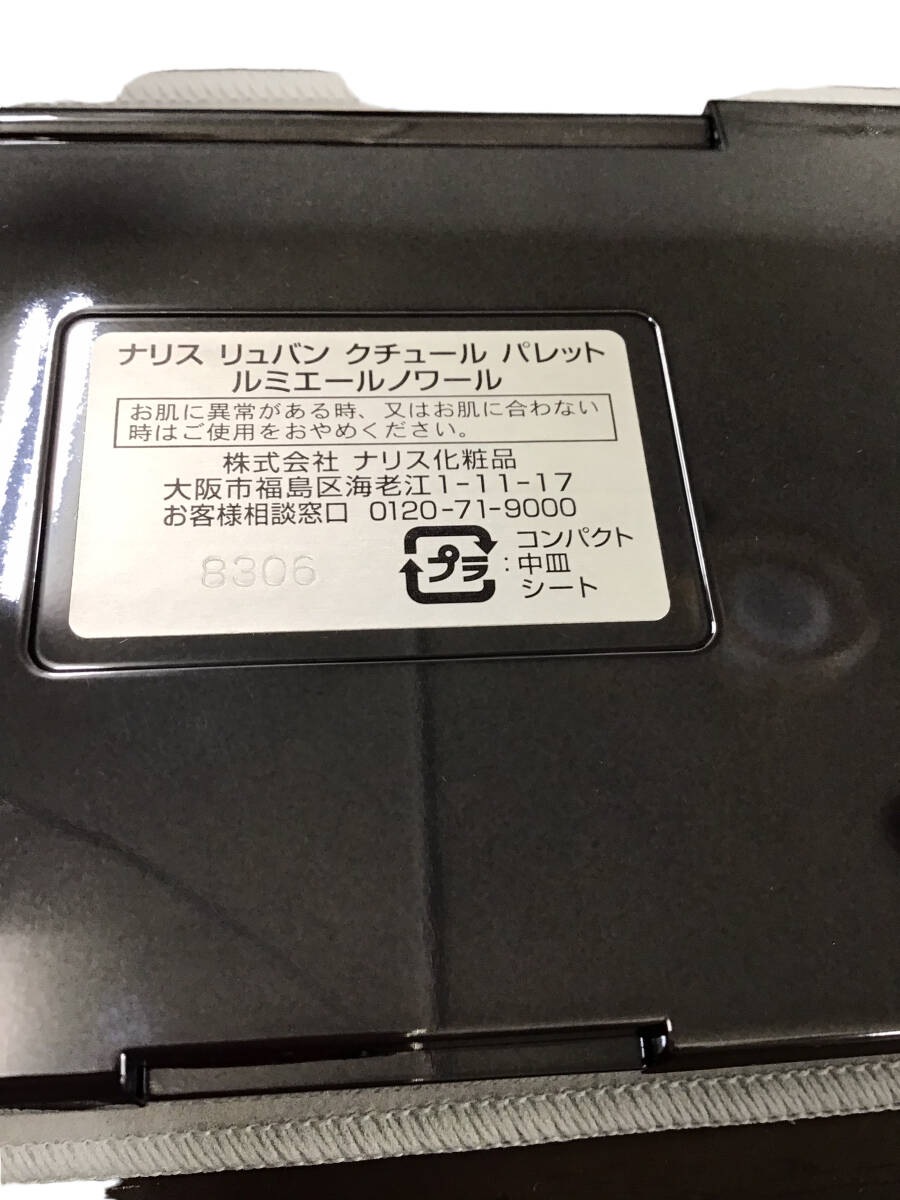 ナリス リュバン クチュール パレット
ルミエールノワール
お肌に異常がある時、又はお肌に合わない
時はご使用をおやめください。
株式会社 ナリス化粧品
大阪市福島区海老江1-11-17
お客様相談窓口 0120-71-9000
8306
プラ
コンパクト
:中皿
シート